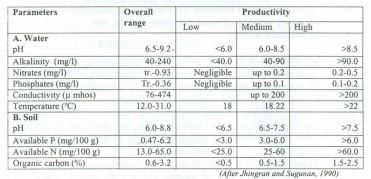 Parameters Overall range Productivity
Low Medium High
A. Water
pH 6.5-9.2- <6.0 6.0-8.5 >8.5
Alkalinity (mg/l) 40-240 <40.0 40-90 >90.0
Nitrates (mg/l) tr.-0.93 Negligible up to 0.2 0.2-0.5
Phosphates (mg/l) Tr.-0.36 Negligible up to 0.1 0.1-0.2
Conductivity (μ mhos) 76-474 up to 200 >200
Temperature (°C) 12.0-31.0 18 18.22 >22
B. Soil
pH 6.0-8.8 <6.5 6.5-7.5 >7.5
Available P (mg/100 g) .0.47-6.2 <3.0 3.0-6.0 >6.0
Available N (mg/100 g) 13.0-65.0 <25.0 25-60 >60.0
Organic carbon (%) 0.6-3.2 <0.5 0.5-1.5 1.5-2.5
(After Jhingran and Sugunan, 1990)